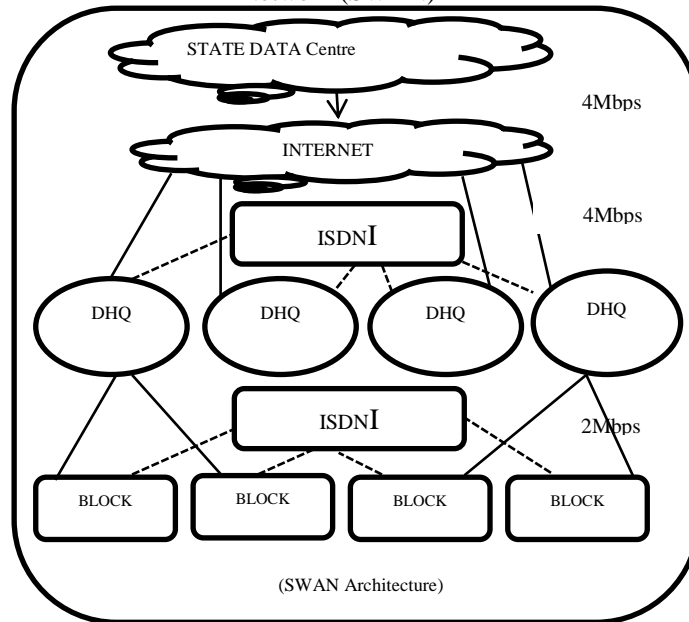 STATE DATA Centre
4Mbps
INTERNET
4Mbps
ISDNI
DHQ
DHQ
DHQ
DHQ
ISDNI
2Mbps
BLOCK
BLOCK
BLOCK
BLOCK
(SWAN Architecture)